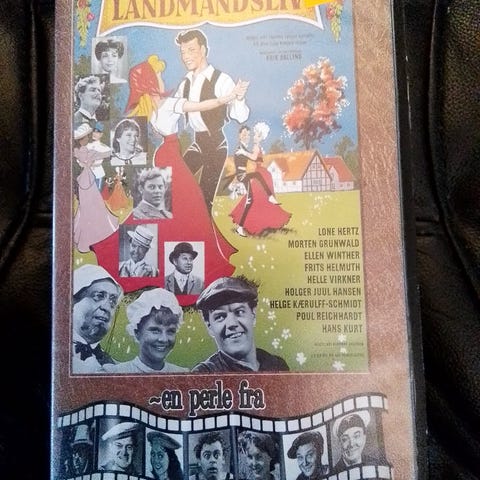 LANDMANDSLIV
ERIK BALLING
LONE HERTZ
MORTEN GRUNWALD
ELLEN WINTHER
FRITS HELMUTH
HELLE VIRKNER
HOLGER JUUL HANSEN
HELGE KÆRULFF-SCHMIDT
POUL REICHHARDT
HANS KURT
~en perle fra